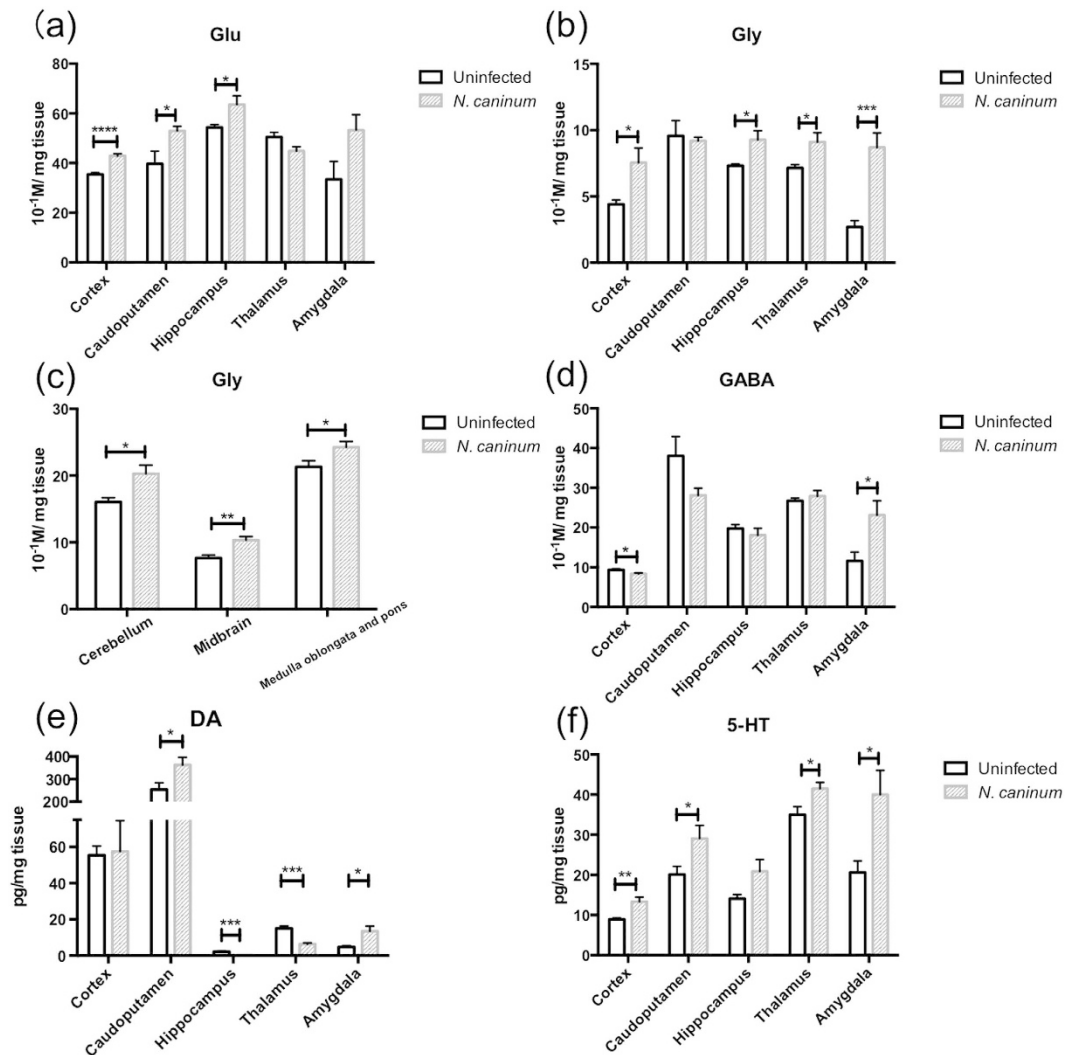 (a)
Glu
10⁻¹M/ mg tissue
80
60
40
20
0
****
*
*
Cortex
Caudoputamen
Hippocampus
Thalamus
Amygdala
Uninfected
N. caninum
(b)
Gly
10⁻¹M/ mg tissue
15
10
5
0
*
*
*
***
Cortex
Caudoputamen
Hippocampus
Thalamus
Amygdala
Uninfected
N. caninum
(c)
Gly
10⁻¹M/ mg tissue
30
20
10
0
*
**
*
Cerebellum
Midbrain
Medulla oblongata and pons
Uninfected
N. caninum
(d)
GABA
10⁻¹M/ mg tissue
50
40
30
20
10
0
*
*
Cortex
Caudoputamen
Hippocampus
Thalamus
Amygdala
Uninfected
N. caninum
(e)
DA
pg/mg tissue
400
300
200
60
40
20
0
*
***
***
*
Cortex
Caudoputamen
Hippocampus
Thalamus
Amygdala
(f)
5-HT
pg/mg tissue
50
40
30
20
10
0
**
*
*
*
Cortex
Caudoputamen
Hippocampus
Thalamus
Amygdala
Uninfected
N. caninum